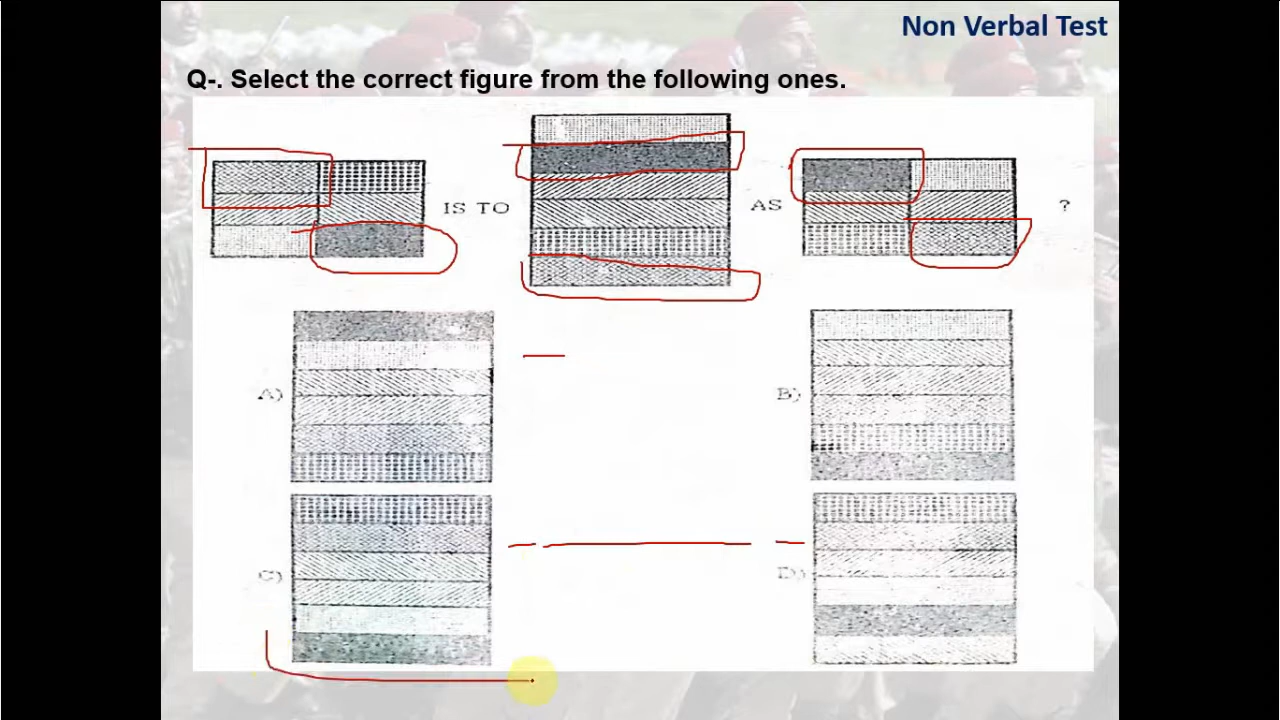 Non Verbal Test
Q-. Select the correct figure from the following ones.
IS TO
AS
?
A)
B)
C)
D)